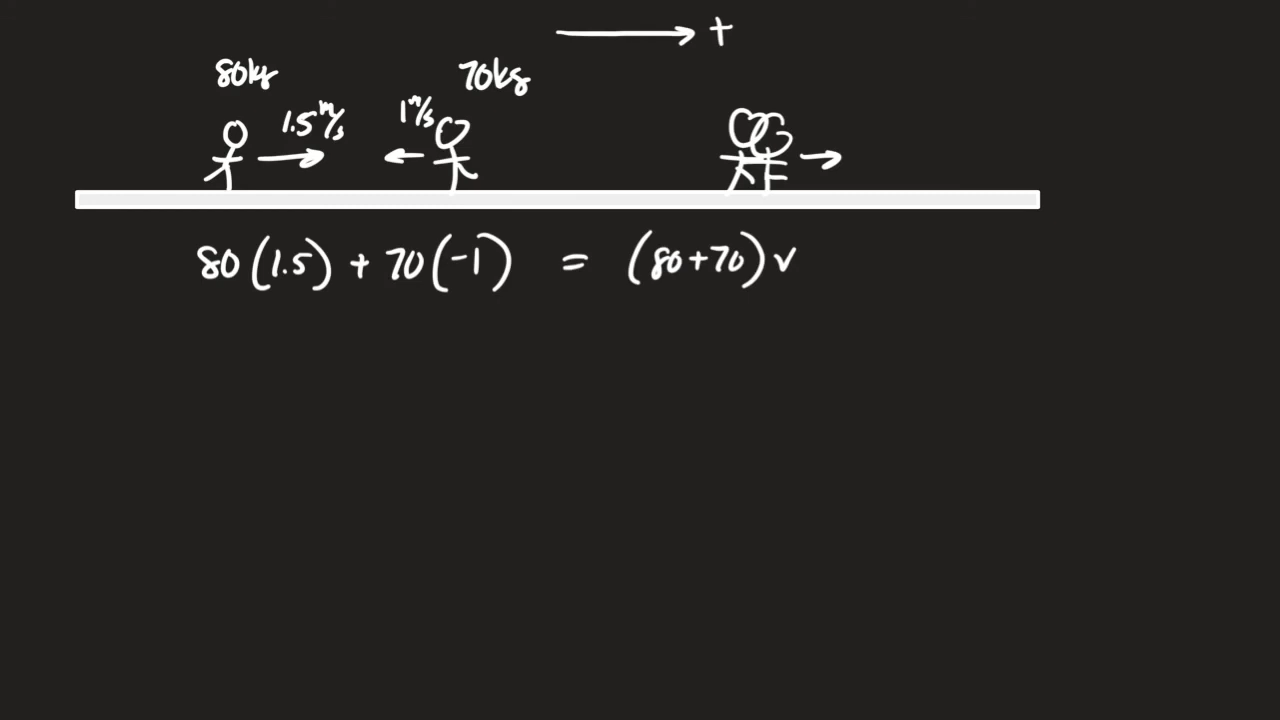 +
80kg 70kg
1.5 m/s 1 m/s
80(1.5) + 70(-1) = (80+70)v